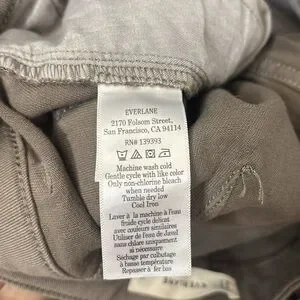 EVERLANE
2170 Folsom Street,
San Francisco, CA 94114
RN# 139393
Machine wash cold
Gentle cycle with like color
Only non-chlorine bleach
when needed
Tumble dry low
Cool Iron
Laver à la machine à l'eau
froide cycle délicat
avec couleurs similaires
Utiliser de l'eau de Javel
sans chlore uniquement
si nécessaire
Séchage par culbutage
à basse température
Repasser à fer bas
EVERLANE